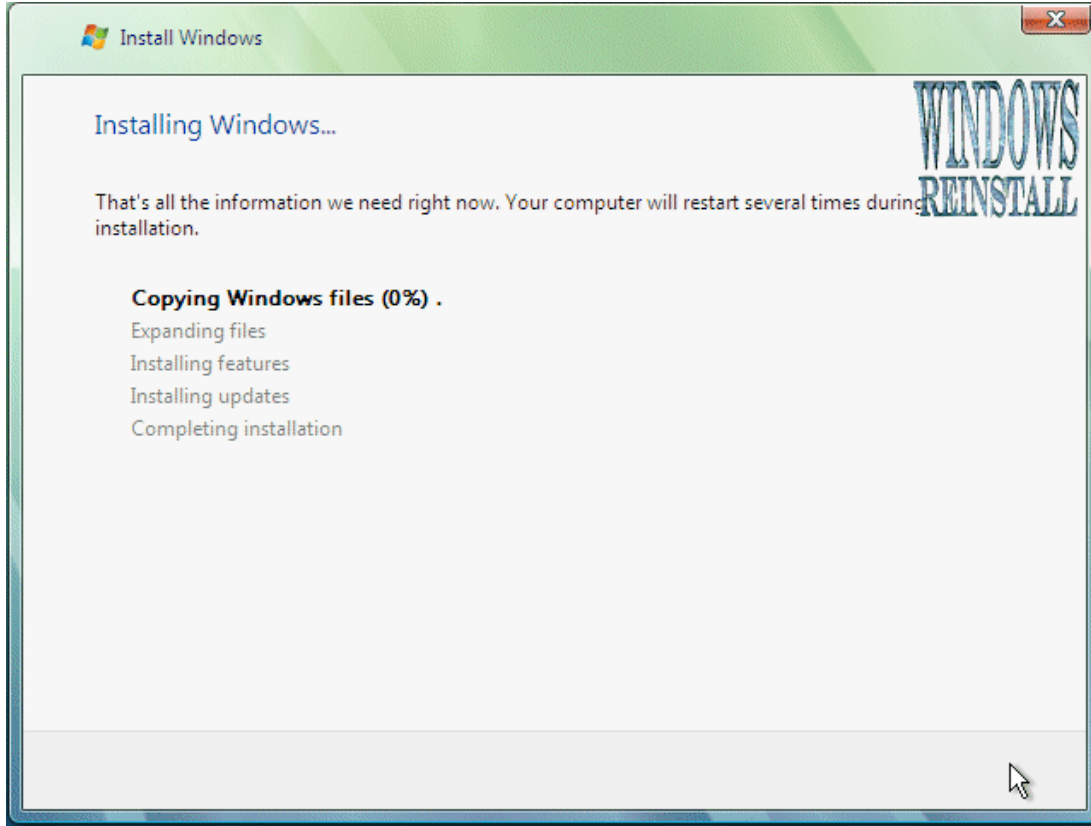 Install Windows
WINDOWS
REINSTALL
Installing Windows...
That's all the information we need right now. Your computer will restart several times during
installation.
Copying Windows files (0%) .
Expanding files
Installing features
Installing updates
Completing installation